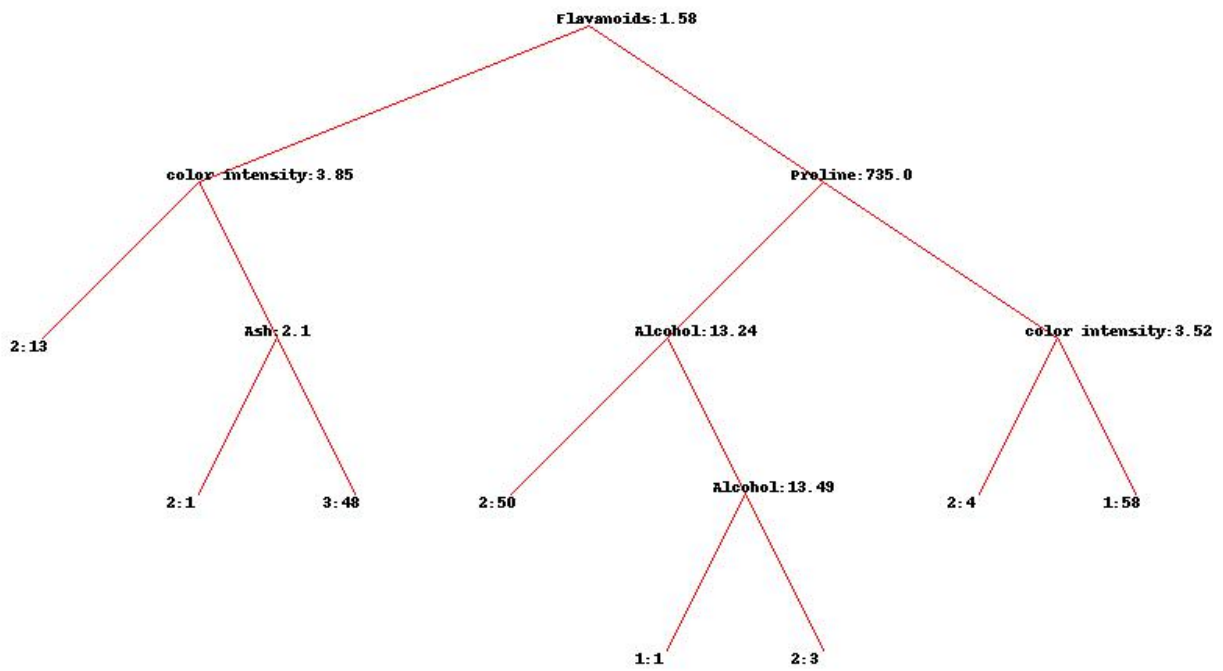 Flavanoids:1.58
color intensity:3.85
Proline:735.0
2:13
Ash:2.1
Alcohol:13.24
color intensity:3.52
2:1
3:48
2:50
Alcohol:13.49
2:4
1:58
1:1
2:3